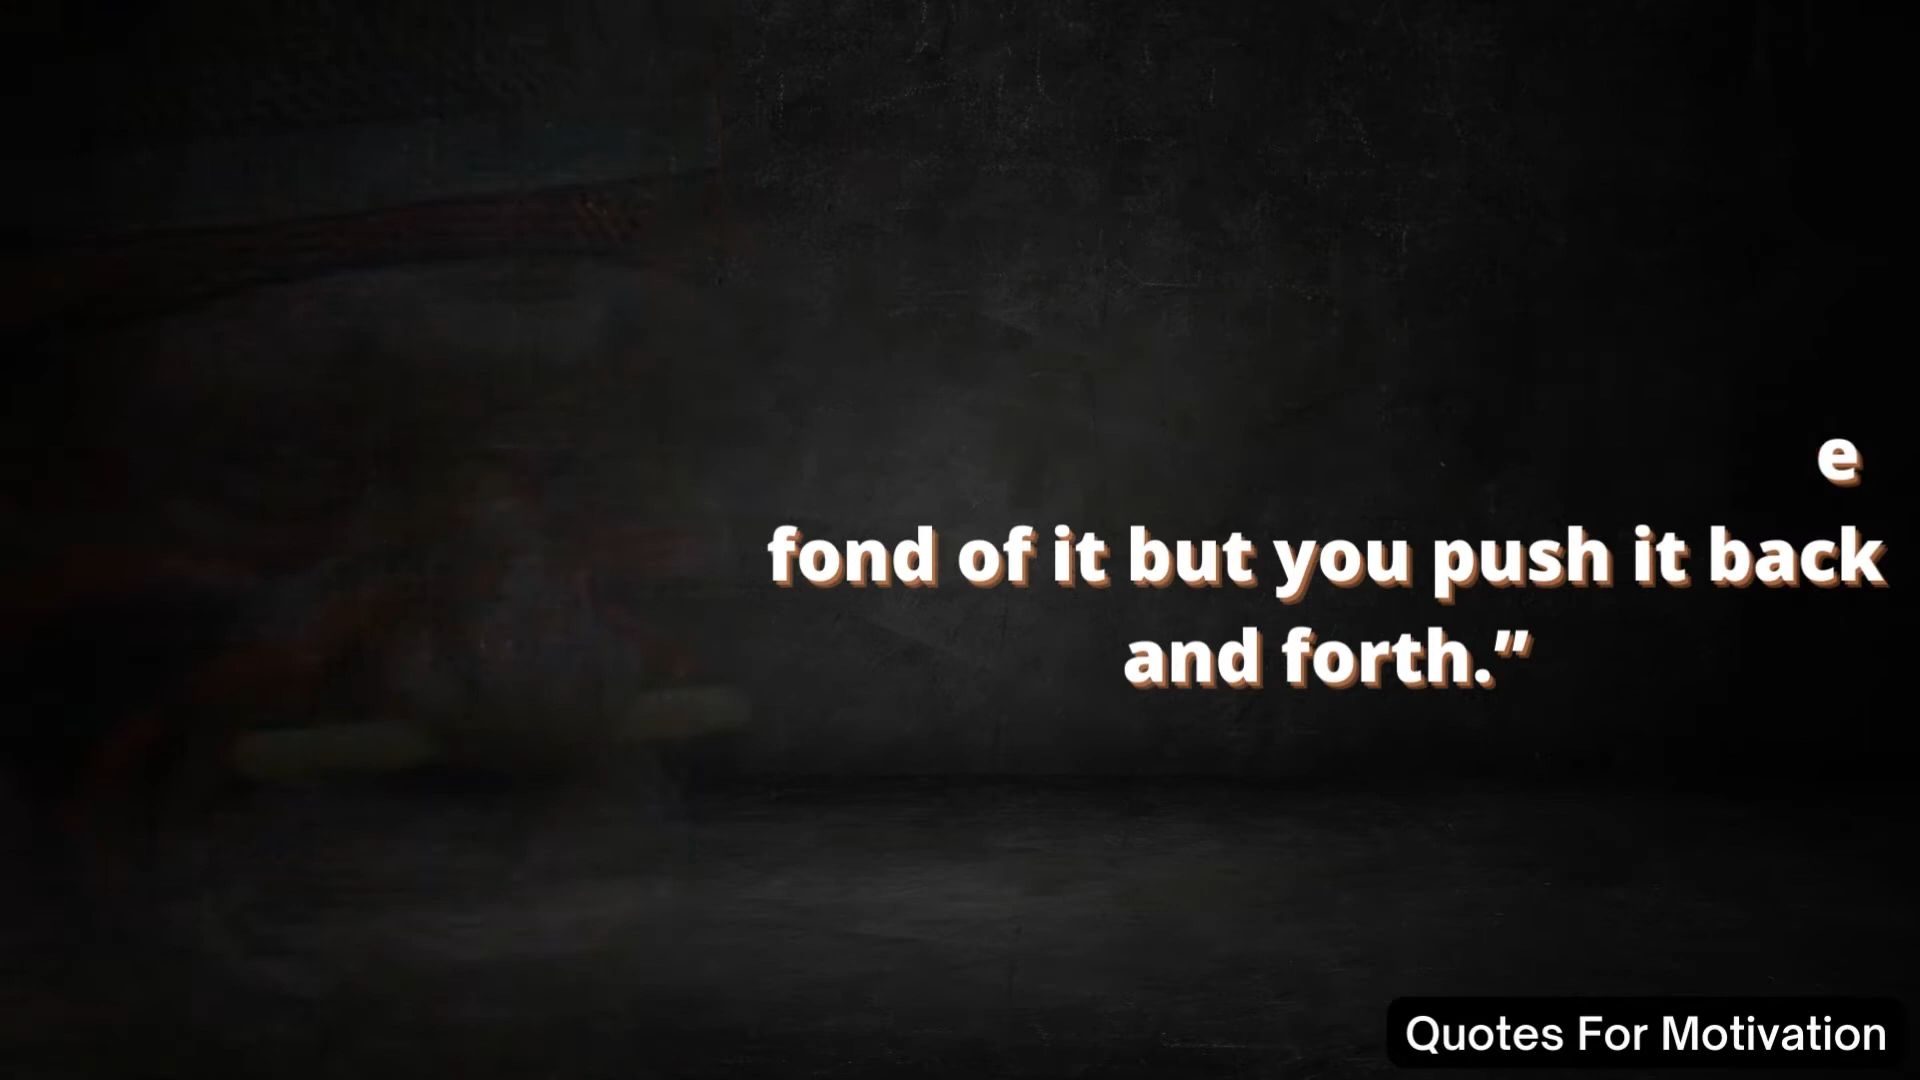 e
fond of it but you push it back
and forth.”
Quotes For Motivation